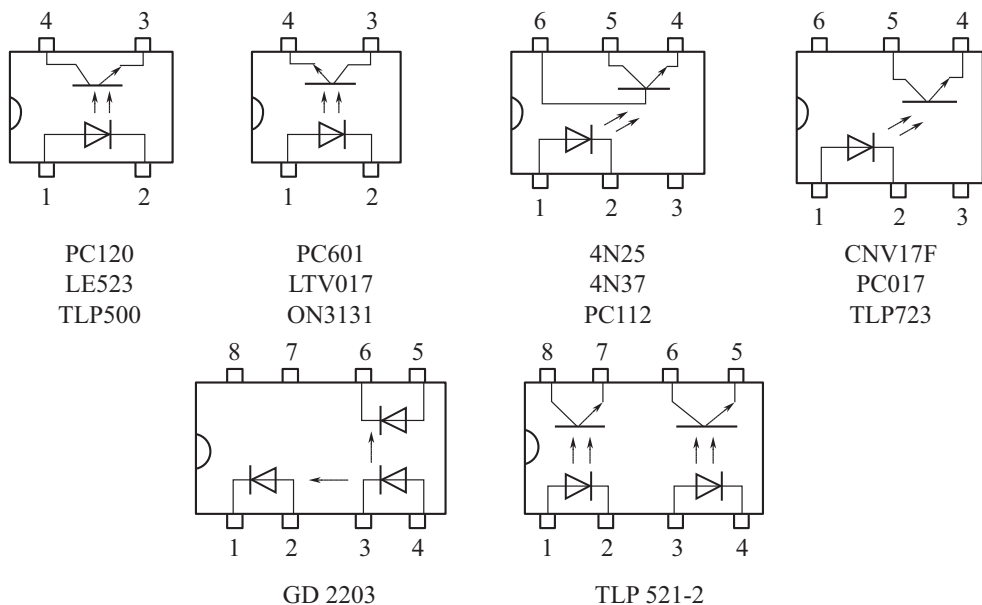 4 3 4 3 6 5 4 6 5 4
1 2 1 2 1 2 3 1 2 3
PC120 PC601 4N25 CNV17F
LE523 LTV017 4N37 PC017
TLP500 ON3131 PC112 TLP723
8 7 6 5 8 7 6 5
1 2 3 4 1 2 3 4
GD 2203 TLP 521-2